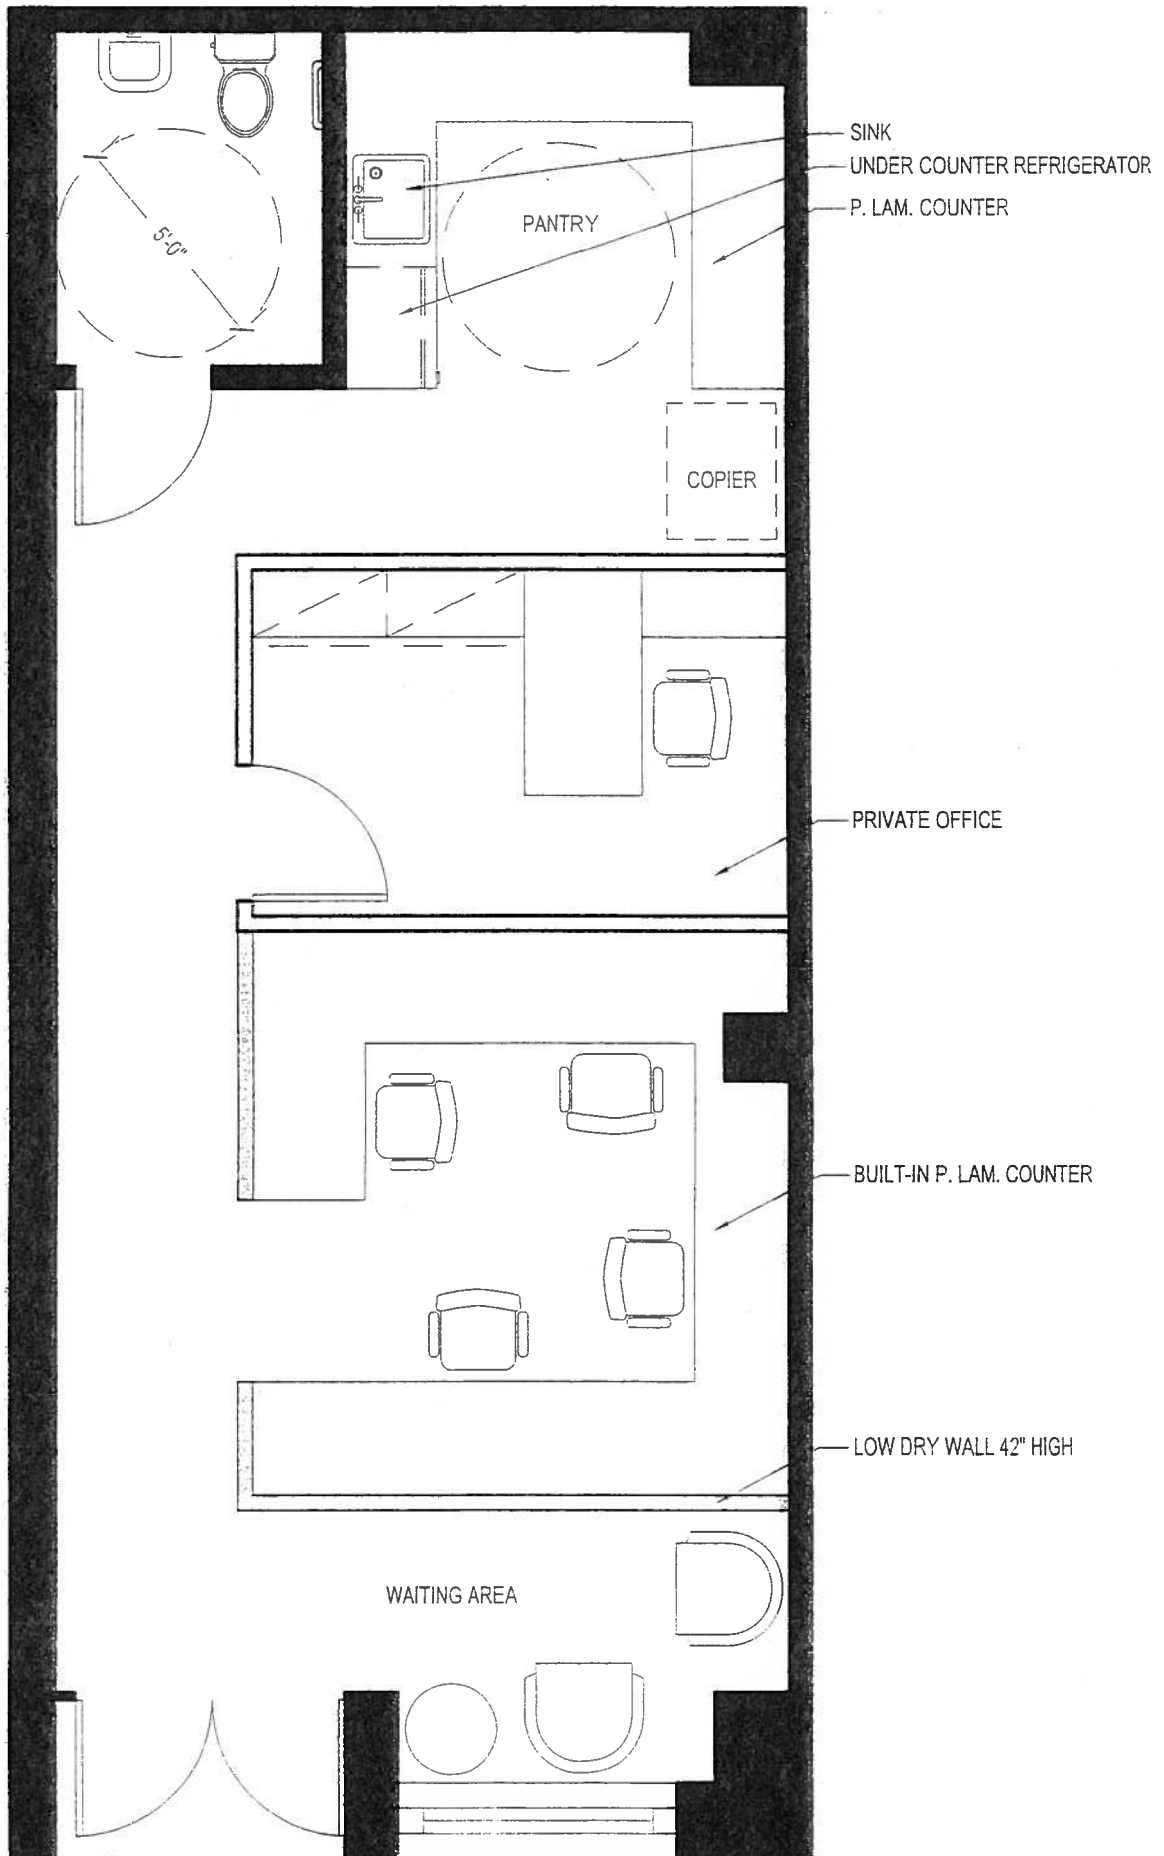 SINK
UNDER COUNTER REFRIGERATOR
P. LAM. COUNTER
PANTRY
5'-0"
COPIER
PRIVATE OFFICE
BUILT-IN P. LAM. COUNTER
LOW DRY WALL 42" HIGH
WAITING AREA